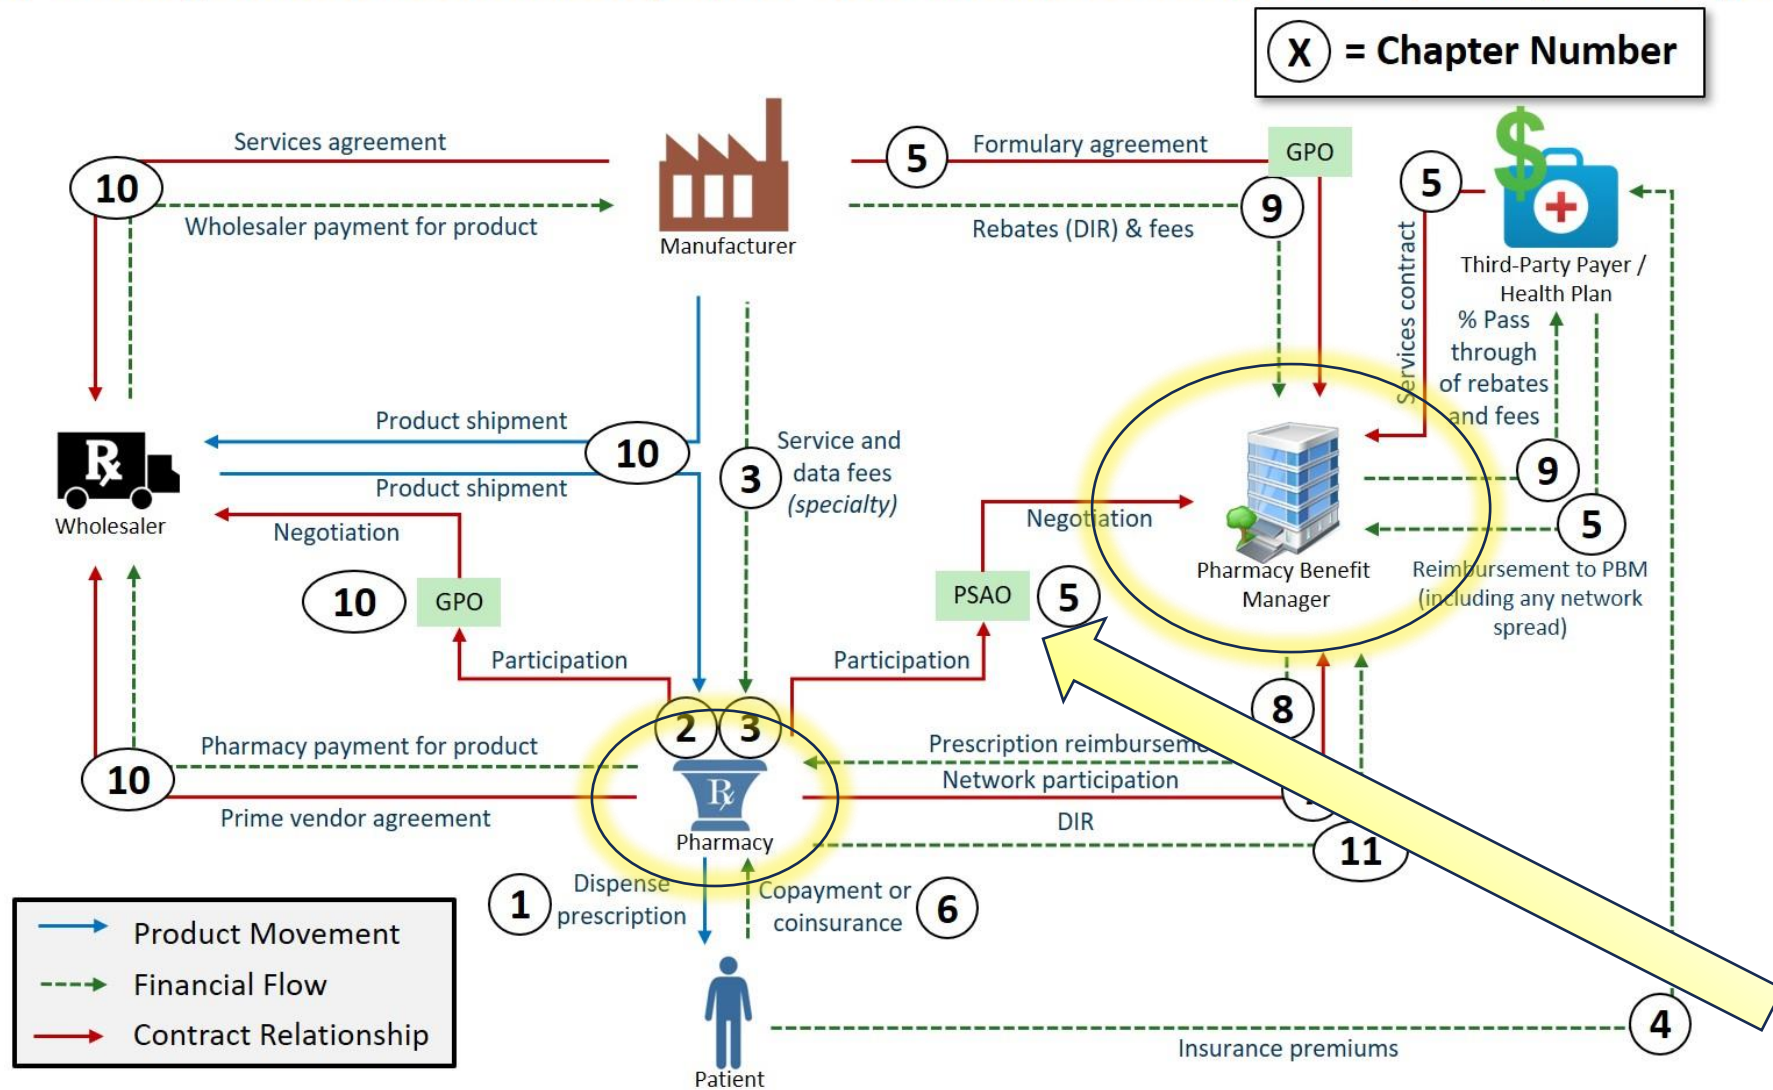 X = Chapter Number
Services agreement
10
Wholesaler payment for product
Manufacturer
5
Formulary agreement
GPO
9
Rebates (DIR) & fees
5
Third-Party Payer /
Health Plan
Services contract
% Pass
through
of rebates
and fees
Product shipment
10
Product shipment
3
Service and
data fees
(specialty)
Rx
Wholesaler
Negotiation
10
GPO
Participation
Negotiation
PSAO
5
Participation
Pharmacy Benefit
Manager
9
5
Reimbursement to PBM
(including any network
spread)
2
3
8
Pharmacy payment for product
10
Prime vendor agreement
Rx
Pharmacy
Prescription
Network participation
DIR
11
1
Dispense
prescription
Copayment or
coinsurance
6
Product Movement
Financial Flow
Contract Relationship
Patient
4
Insurance premiums